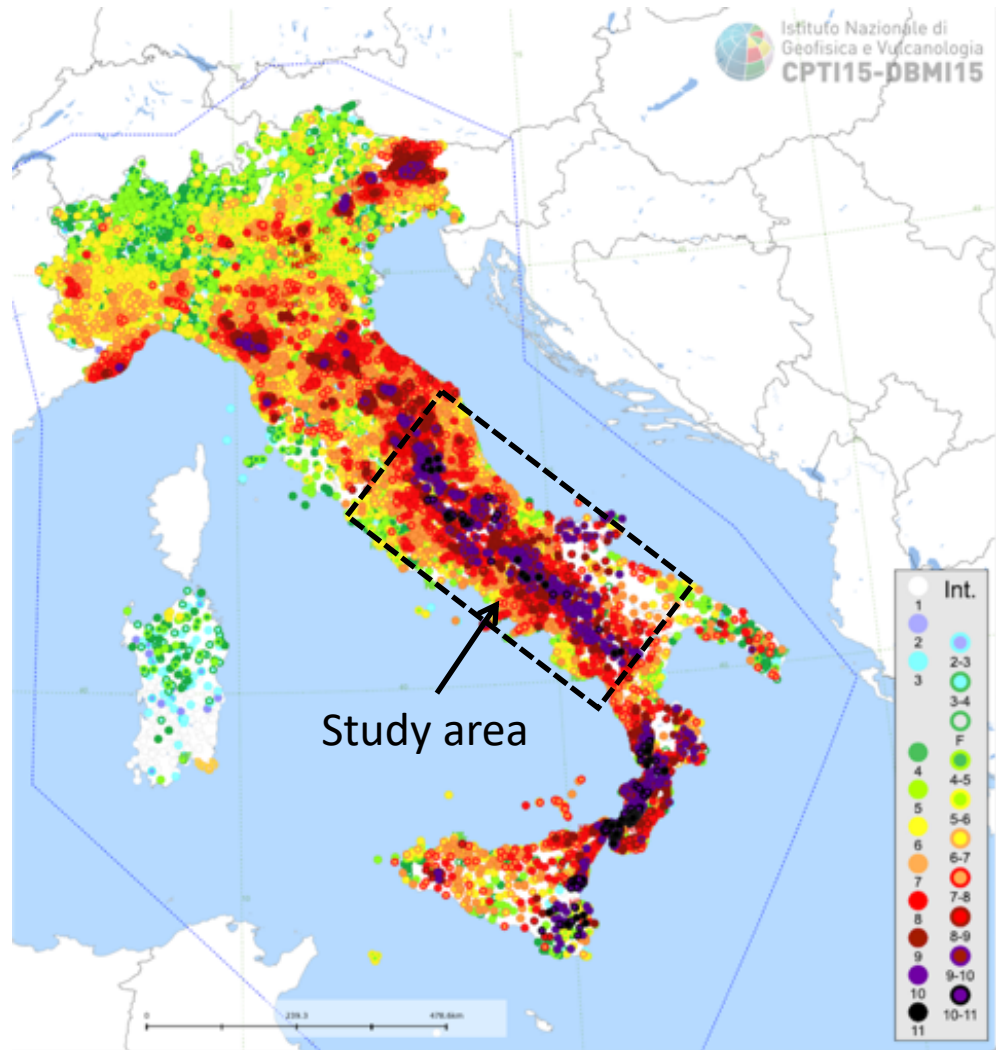 Istituto Nazionale di
Geofisica e Vulcanologia
CPTI15-DBMI15
Study area
Int.
1
2
2-3
3
3-4
F
4
4-5
5
5-6
6
6-7
7
7-8
8
8-9
9
9-10
10
10-11
11
0 239.3 478.6km